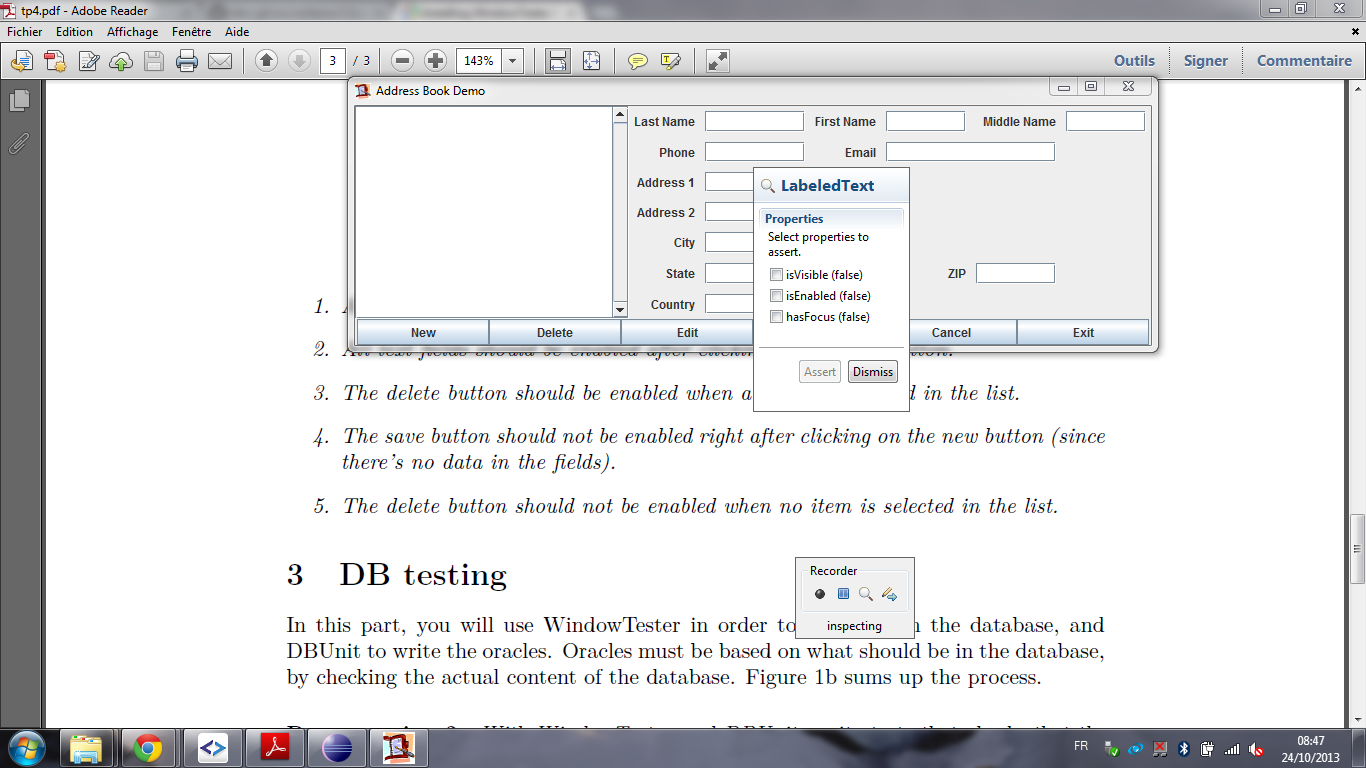 tp4.pdf - Adobe Reader
Fichier Edition Affichage Fenêtre Aide
3 / 3 143% Outils Signer Commentaire
Address Book Demo
Last Name First Name Middle Name
Phone Email
Address 1
Address 2
City
State ZIP
Country
New Delete Edit Cancel Exit
LabeledText
Properties
Select properties to
assert.
isVisible (false)
isEnabled (false)
hasFocus (false)
Assert Dismiss
1.
2. All text fields should be enabled after
3. The delete button should be enabled when a in the list.
4. The save button should not be enabled right after clicking on the new button (since
there's no data in the fields).
5. The delete button should not be enabled when no item is selected in the list.
3 DB testing
In this part, you will use WindowTester in order to the database, and
DBUnit to write the oracles. Oracles must be based on what should be in the database,
by checking the actual content of the database. Figure 1b sums up the process.
Recorder
inspecting
FR 08:47
24/10/2013